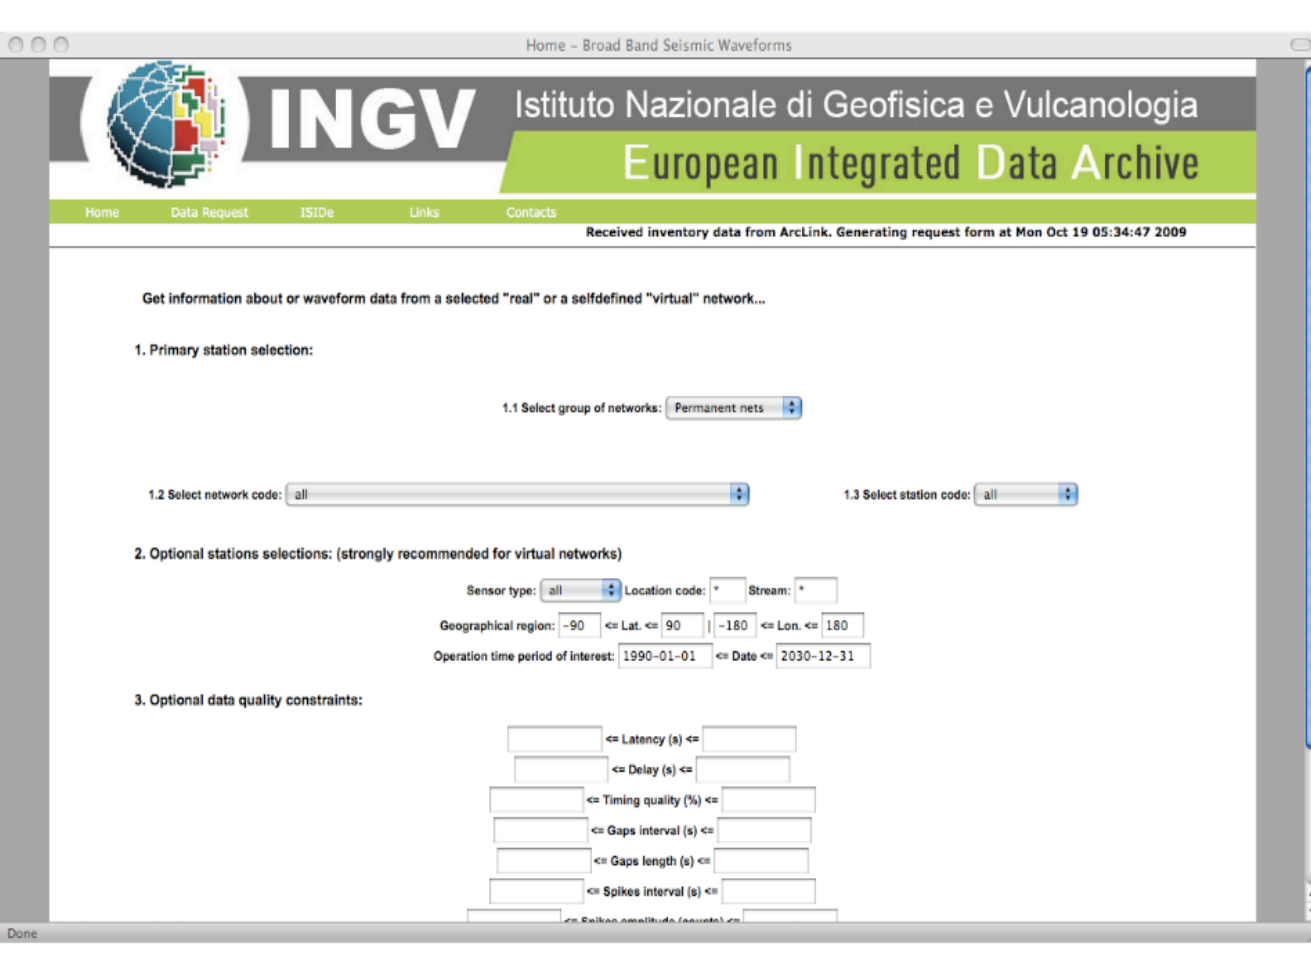 Home – Broad Band Seismic Waveforms
INGV
Istituto Nazionale di Geofisica e Vulcanologia
European Integrated Data Archive
Home Data Request ISIDe Links Contacts
Received inventory data from ArcLink. Generating request form at Mon Oct 19 05:34:47 2009
Get information about or waveform data from a selected "real" or a selfdefined "virtual" network...
1. Primary station selection:
1.1 Select group of networks: Permanent nets
1.2 Select network code: all 1.3 Select station code: all
2. Optional stations selections: (strongly recommended for virtual networks)
Sensor type: all Location code: * Stream: *
Geographical region: -90 <= Lat. <= 90 | -180 <= Lon. <= 180
Operation time period of interest: 1990-01-01 <= Date <= 2030-12-31
3. Optional data quality constraints:
<= Latency (s) <=
<= Delay (s) <=
<= Timing quality (%) <=
<= Gaps interval (s) <=
<= Gaps length (s) <=
<= Spikes interval (s) <=
<= Spikes amplitude (counts) <=
Done